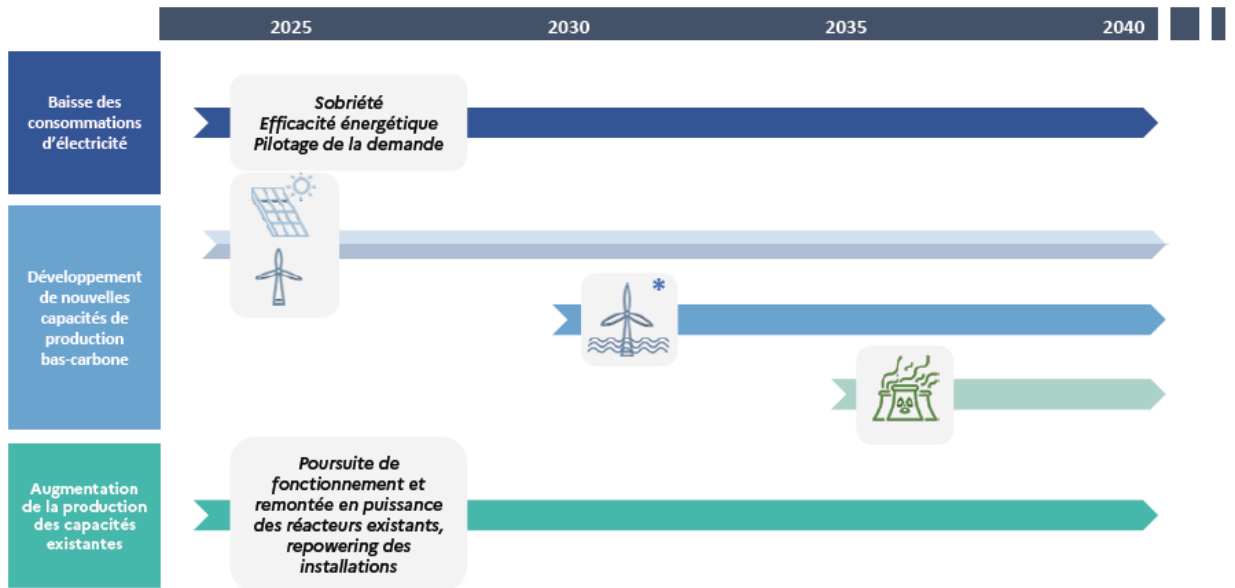 2025
2030
2035
2040
Baisse des
consommations
d'électricité
Sobriété
Efficacité énergétique
Pilotage de la demande
Développement
de nouvelles
capacités de
production
bas-carbone
*
Augmentation
de la production
des capacités
existantes
Poursuite de
fonctionnement et
remontée en puissance
des réacteurs existants,
repowering des
installations